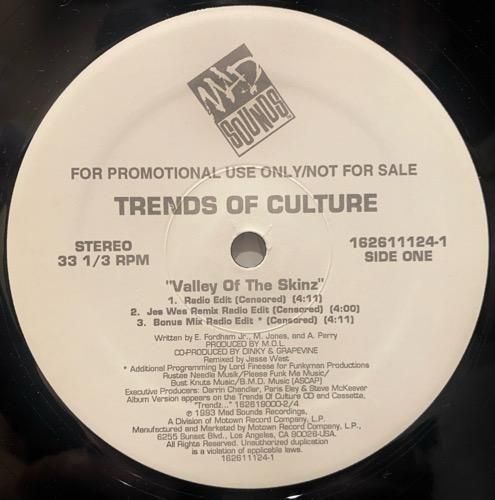 MAD
SOUNDS
FOR PROMOTIONAL USE ONLY/NOT FOR SALE
TRENDS OF CULTURE
STEREO
33 1/3 RPM
162611124-1
SIDE ONE
"Valley Of The Skinz"
1. Radio Edit (Censored) (4:11)
2. Jes Wes Remix Radio Edit (Censored) (4:00)
3. Bonus Mix Radio Edit * (Censored) (4:11)
Written by E. Fordham Jr., M. Jones, and A. Perry
PRODUCED BY M.O.L.
CO-PRODUCED BY DINKY & GRAPEVINE
Remixed by Jesse West
* Additional Programming by Lord Finesse for Funkyman Productions
Rustee Needle Musik/Please Funk Me Music/
Bust Knuts Music/B.M.D. Music (ASCAP)
Executive Producers: Darrin Chandler, Paris Eley & Steve McKeever
Album Version appears on the Trends Of Culture CD and Cassette,
"Trendz..." 162619000-2/4
℗ 1993 Mad Sounds Recordings,
A Division of Motown Record Company, L.P.
Manufactured and Marketed by Motown Record Company, L.P.
6255 Sunset Blvd., Los Angeles, CA 90028-USA.
All Rights Reserved. Unauthorized duplication
is a violation of applicable laws.
162611124-1